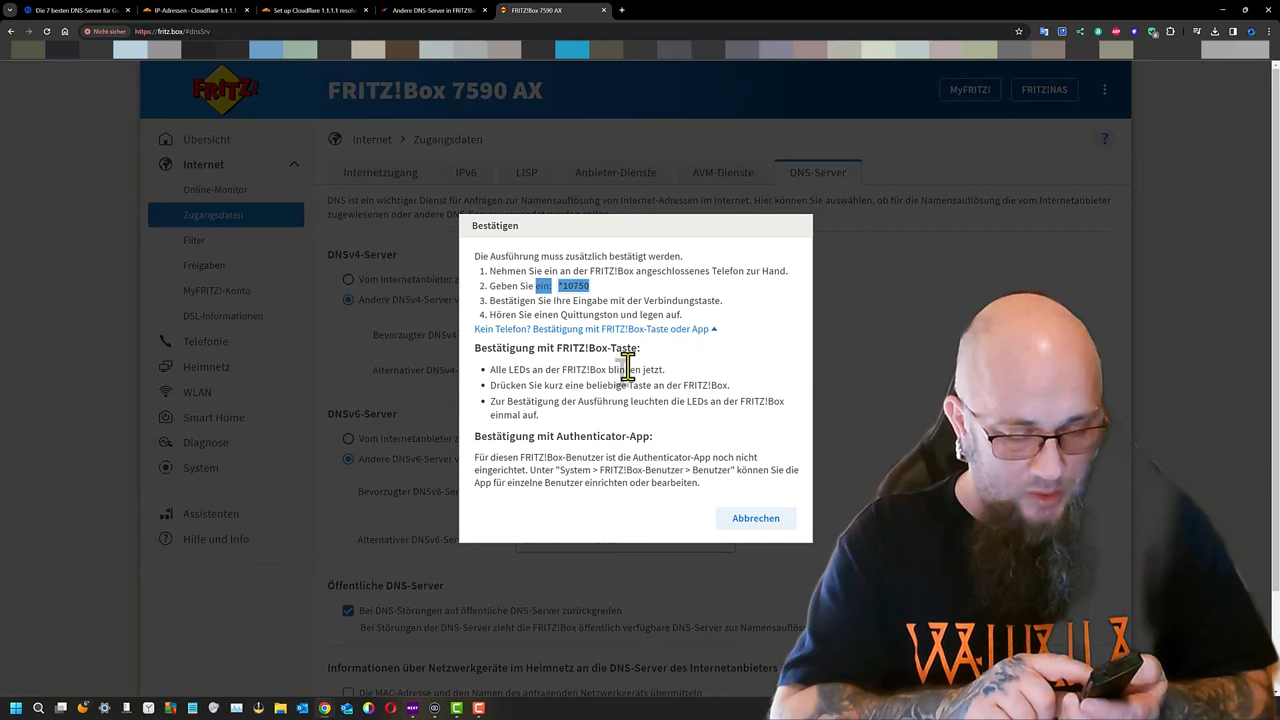 Die 7 besten DNS-Server für G
IP-Adressen · Cloudflare 1.1.1.1
Set up Cloudflare 1.1.1.1 resol
Andere DNS-Server in FRITZ!B
FRITZ!Box 7590 AX
Nicht sicher
https://fritz.box/#dnsSrv
FRITZ!
FRITZ!Box 7590 AX
MyFRITZ!
FRITZ!NAS
Übersicht
Internet
Online-Monitor
Zugangsdaten
Filter
Freigaben
MyFRITZ!-Konto
DSL-Informationen
Telefonie
Heimnetz
WLAN
Diagnose
System
Assistenten
Hilfe und Info
Internet > Zugangsdaten
?
Internetzugang
IPv6
LISP
Anbieter-Dienste
AVM-Dienste
DNS-Server
DNS ist ein wichtiger Dienst für Anfragen zur Namensauflösung von Internet-Adressen im Internet. Hier können Sie auswählen, ob für die Namensauflösung die vom Internetanbieter
zugewiesenen oder andere DNS-Server verwendet werden sollen.
DNSv4-Server
Vom Internetanbieter z
Andere DNSv4-Server v
Bevorzugter DNSv4-Ser
Alternativer DNSv4-Ser
DNSv6-Server
Vom Internetanbieter z
Andere DNSv6-Server v
Bevorzugter DNSv6-Ser
Alternativer DNSv6-Se
Öffentliche DNS-Server
Bei DNS-Störungen auf öffentliche DNS-Server zurückgreifen
Bei Störungen der DNS-Server zieht die FRITZ!Box öffentlich verfügbare DNS-Server zur Namensauflös
Informationen über Netzwerkgeräte im Heimnetz an die DNS-Server des Internetanbieters
Die MAC-Adresse und den Namen des anfragenden Netzwerkgeräts übermitteln
Bestätigen
Die Ausführung muss zusätzlich bestätigt werden.
1. Nehmen Sie ein an der FRITZ!Box angeschlossenes Telefon zur Hand.
2. Geben Sie ein: *10750
3. Bestätigen Sie Ihre Eingabe mit der Verbindungstaste.
4. Hören Sie einen Quittungston und legen auf.
Kein Telefon? Bestätigung mit FRITZ!Box-Taste oder App
Bestätigung mit FRITZ!Box-Taste:
Alle LEDs an der FRITZ!Box blinken jetzt.
Drücken Sie kurz eine beliebige Taste an der FRITZ!Box.
Zur Bestätigung der Ausführung leuchten die LEDs an der FRITZ!Box
einmal auf.
Bestätigung mit Authenticator-App:
Für diesen FRITZ!Box-Benutzer ist die Authenticator-App noch nicht
eingerichtet. Unter "System > FRITZ!Box-Benutzer > Benutzer" können Sie die
App für einzelne Benutzer einrichten oder bearbeiten.
Abbrechen